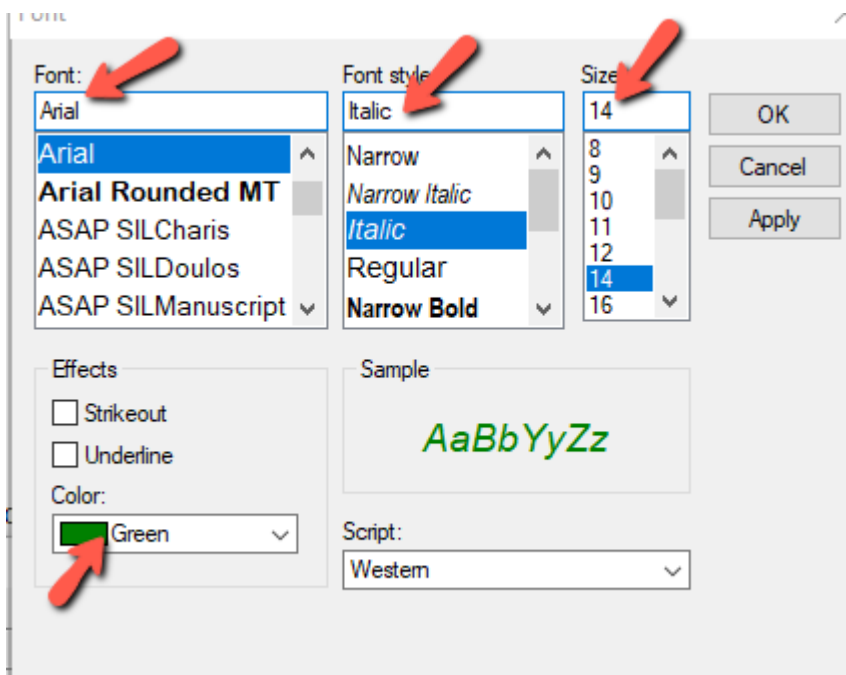 Font
Font:
Arial
Arial
Arial Rounded MT
ASAP SILCharis
ASAP SILDoulos
ASAP SILManuscript
Font style
Italic
Narrow
Narrow Italic
Italic
Regular
Narrow Bold
Size
14
8
9
10
11
12
14
16
OK
Cancel
Apply
Effects
Strikeout
Underline
Color:
Green
Sample
AaBbYyZz
Script:
Western